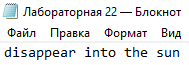 Лабораторная 22 — Блокнот
Файл Правка Формат Вид
disappear into the sun